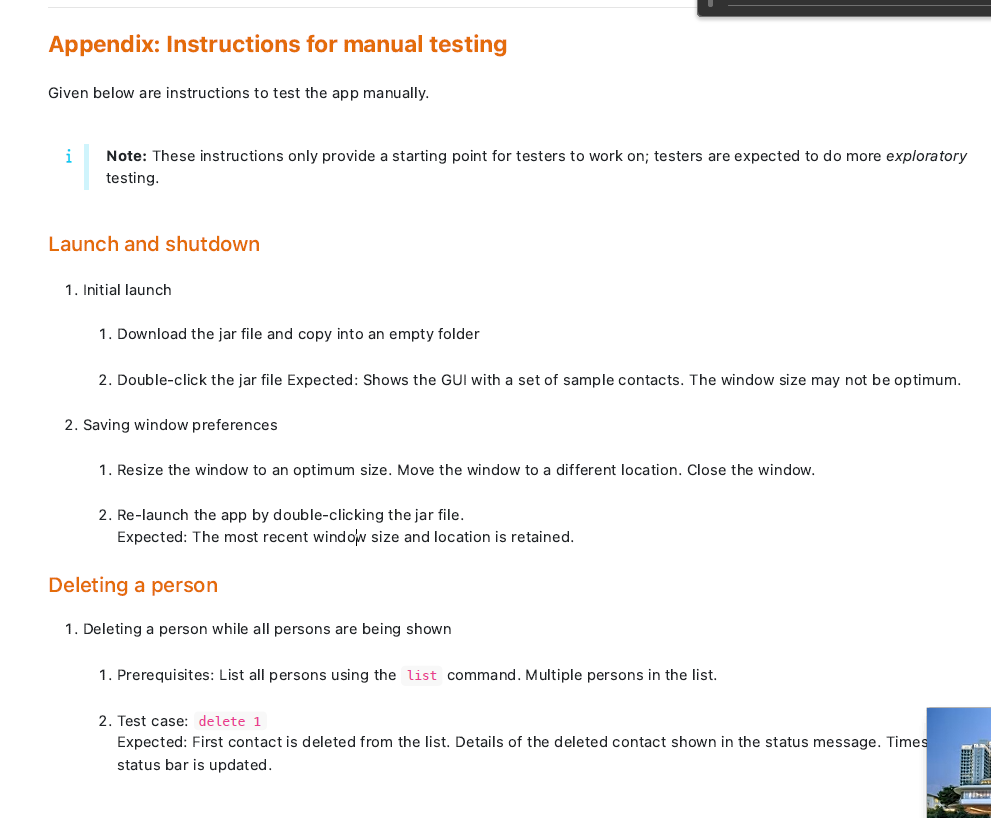 Appendix: Instructions for manual testing
Given below are instructions to test the app manually.
i
Note: These instructions only provide a starting point for testers to work on; testers are expected to do more exploratory
testing.
Launch and shutdown
1. Initial launch
1. Download the jar file and copy into an empty folder
2. Double-click the jar file Expected: Shows the GUI with a set of sample contacts. The window size may not be optimum.
2. Saving window preferences
1. Resize the window to an optimum size. Move the window to a different location. Close the window.
2. Re-launch the app by double-clicking the jar file.
Expected: The most recent window size and location is retained.
Deleting a person
1. Deleting a person while all persons are being shown
1. Prerequisites: List all persons using the list command. Multiple persons in the list.
2. Test case: delete 1
Expected: First contact is deleted from the list. Details of the deleted contact shown in the status message.
status bar is updated.